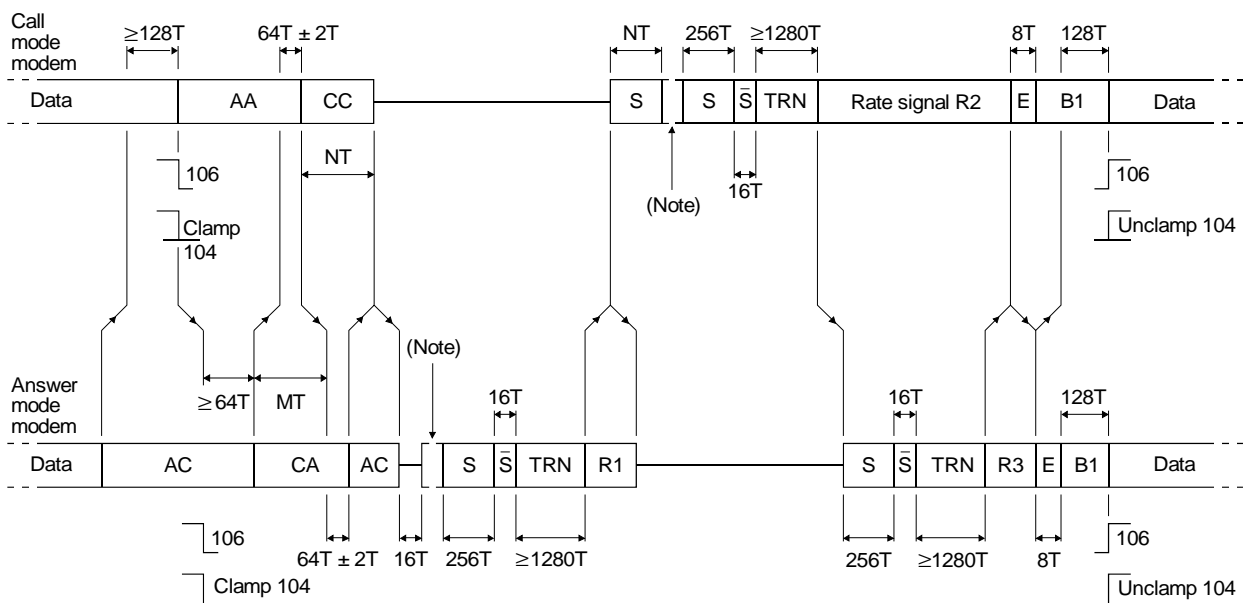 Call
mode
modem
≥128T
64T ± 2T
NT
256T
≥1280T
8T
128T
Data
AA
CC
S
S
S̄
TRN
Rate signal R2
E
B1
Data
106
NT
16T
106
(Note)
Clamp
104
Unclamp 104
(Note)
Answer
mode
modem
≥64T
MT
16T
16T
128T
Data
AC
CA
AC
S
S̄
TRN
R1
S
S̄
TRN
R3
E
B1
Data
106
64T ± 2T
16T
256T
≥1280T
256T
≥1280T
8T
106
Clamp 104
Unclamp 104